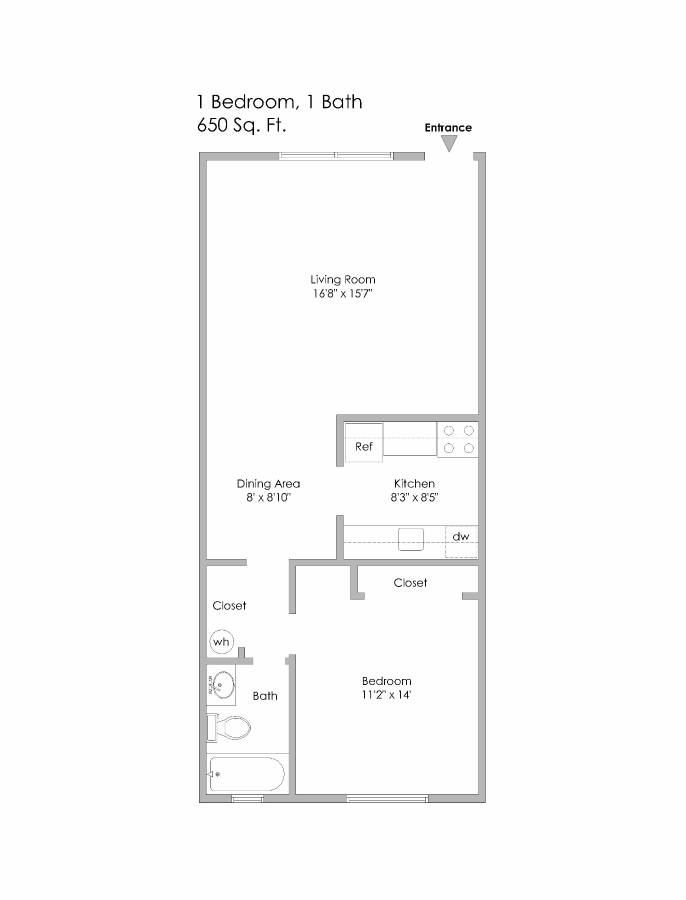 1 Bedroom, 1 Bath
650 Sq. Ft.
Entrance
Living Room
16'8" x 15'7"
Ref
Dining Area
8' x 8'10"
Kitchen
8'3" x 8'5"
dw
Closet
Closet
wh
Bedroom
11'2" x 14'
Bath